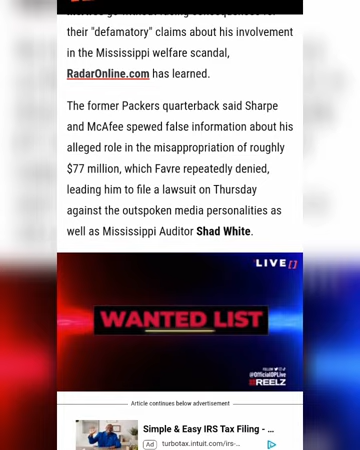 their "defamatory" claims about his involvement
in the Mississippi welfare scandal,
RadarOnline.com has learned.
The former Packers quarterback said Sharpe
and McAfee spewed false information about his
alleged role in the misappropriation of roughly
$77 million, which Favre repeatedly denied,
leading him to file a lawsuit on Thursday
against the outspoken media personalities as
well as Mississippi Auditor Shad White.
LIVE
WANTED LIST
@OfficialOPLive
REELZ
Article continues below advertisement
Simple & Easy IRS Tax Filing - ...
Ad turbotax.intuit.com/irs-...